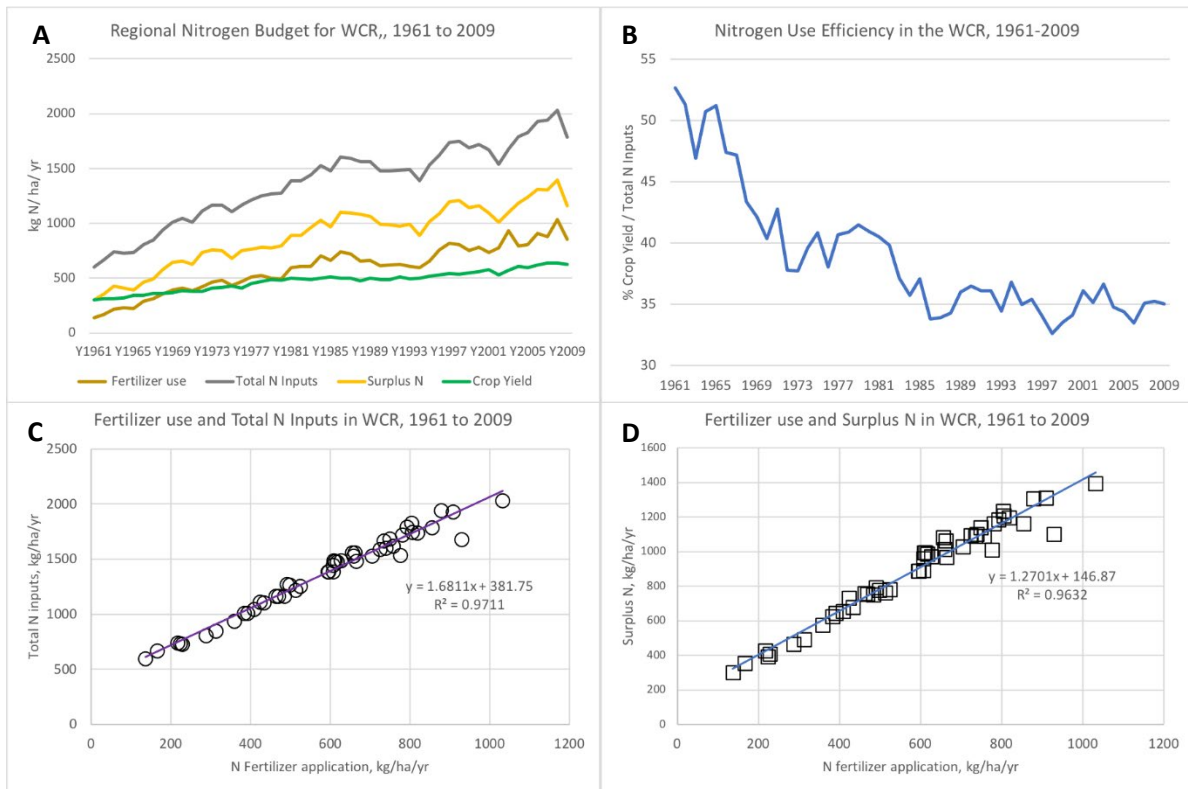 A
Regional Nitrogen Budget for WCR,, 1961 to 2009
kg N/ ha/ yr
2500
2000
1500
1000
500
0
Y1961 Y1965 Y1969 Y1973 Y1977 Y1981 Y1985 Y1989 Y1993 Y1997 Y2001 Y2005 Y2009
Fertilizer use Total N Inputs Surplus N Crop Yield
B
Nitrogen Use Efficiency in the WCR, 1961-2009
% Crop Yield / Total N Inputs
55
50
45
40
35
30
1961 1965 1969 1973 1977 1981 1985 1989 1993 1997 2001 2005 2009
C
Fertilizer use and Total N Inputs in WCR, 1961 to 2009
Total N inputs, kg/ha/yr
2500
2000
1500
1000
500
0
y = 1.6811x + 381.75
R² = 0.9711
0 200 400 600 800 1000 1200
N Fertilizer application, kg/ha/yr
D
Fertilizer use and Surplus N in WCR, 1961 to 2009
Surplus N, kg/ha/yr
1600
1400
1200
1000
800
600
400
200
0
y = 1.2701x + 146.87
R² = 0.9632
0 200 400 600 800 1000 1200
N fertilizer application, kg/ha/yr